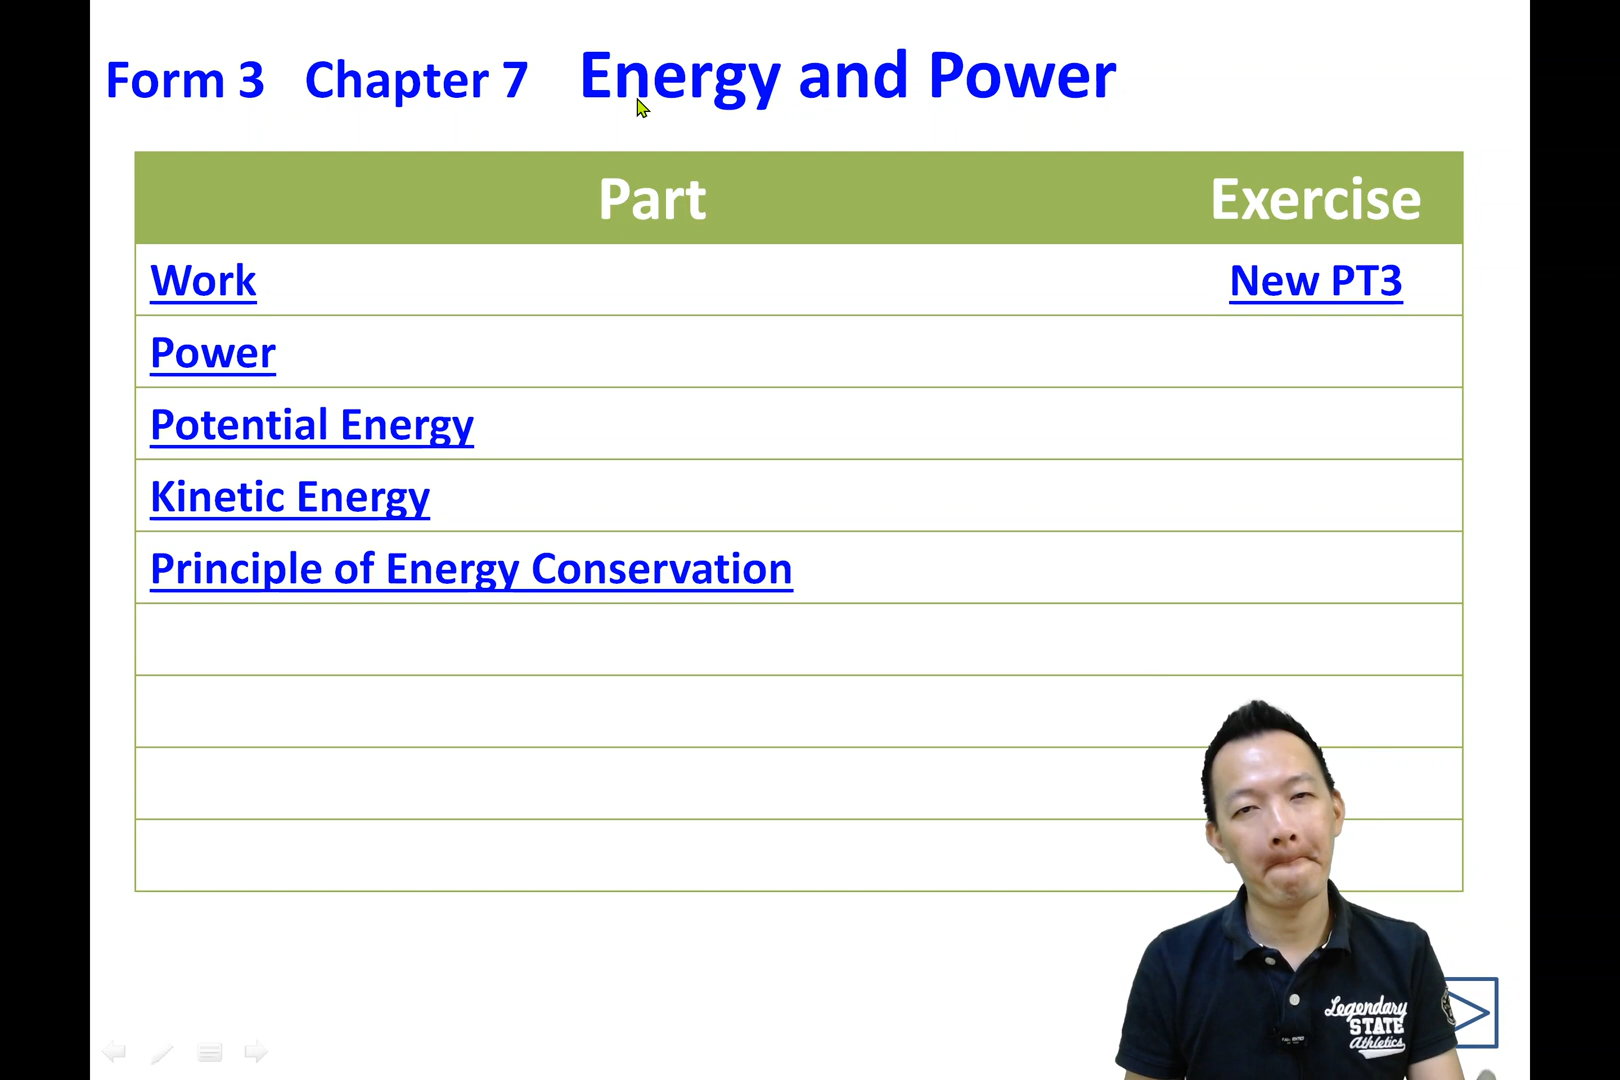 Form 3 Chapter 7 Energy and Power
Part Exercise
Work New PT3
Power
Potential Energy
Kinetic Energy
Principle of Energy Conservation
Legendary
STATE
Athletics